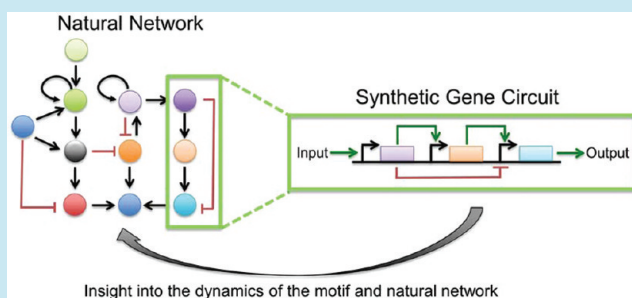 Natural Network
Synthetic Gene Circuit
Input
Output
Insight into the dynamics of the motif and natural network